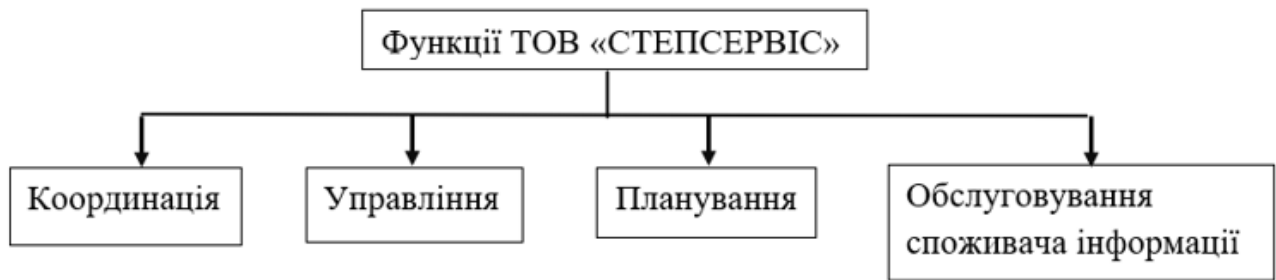 Функції ТОВ «СТЕПСЕРВІС»
Координація
Управління
Планування
Обслуговування
споживача інформації